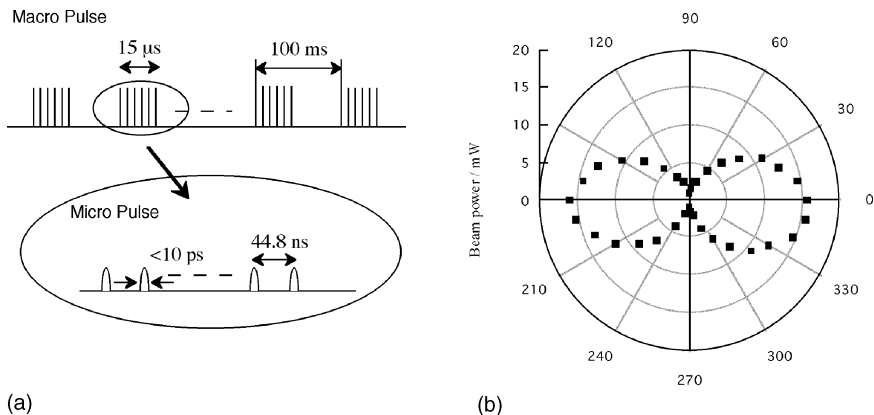 Macro Pulse
15 µs
100 ms
Micro Pulse
<10 ps
44.8 ns
(a)
90
120
60
30
0
330
300
270
240
210
20
15
10
5
0
Beam power / mW
(b)